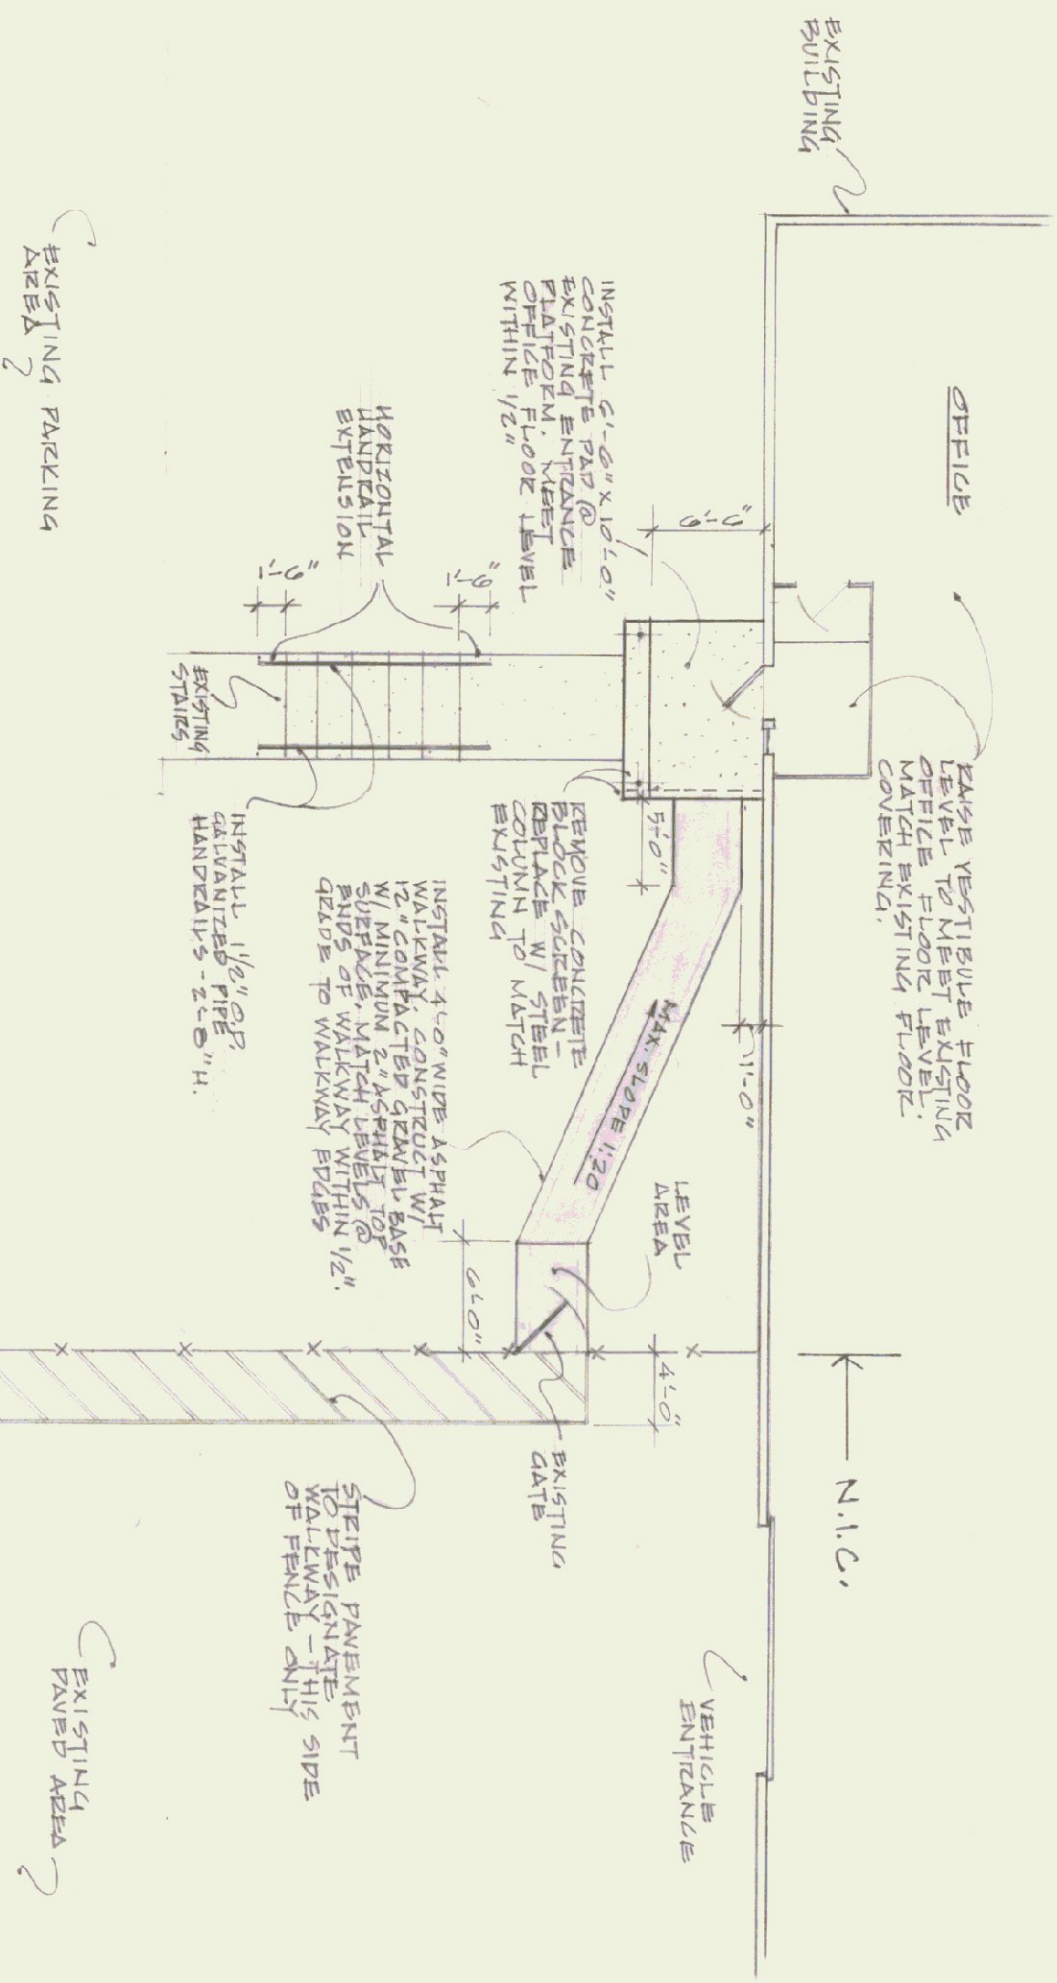 EXISTING
BUILDING
OFFICE
RAISE VESTIBULE FLOOR
LEVEL TO MEET EXISTING
OFFICE FLOOR LEVEL.
MATCH EXISTING FLOOR
COVERING.
N.I.C.
VEHICLE
ENTRANCE
INSTALL 6'-6" X 10'-0"
CONCRETE PAD @
EXISTING ENTRANCE
PLATFORM. MEET
OFFICE FLOOR LEVEL
WITHIN 1/2"
6'-6"
5'-0"
1'-0"
MAX. SLOPE 1:20
LEVEL
AREA
4'-0"
6'-0"
EXISTING
GATE
REMOVE CONCRETE
BLOCK SCREEN –
REPLACE W/ STEEL
COLUMN TO MATCH
EXISTING
HORIZONTAL
HANDRAIL
EXTENSION
1'-6"
1'-6"
INSTALL 4'-0" WIDE ASPHALT
WALKWAY. CONSTRUCT W/
12" COMPACTED GRAVEL BASE
W/ MINIMUM 2" ASPHALT TOP
SURFACE. MATCH LEVELS @
ENDS OF WALKWAY WITHIN 1/2".
GRADE TO WALKWAY EDGES
EXISTING
STAIRS
INSTALL 1 1/2" O.D.
GALVANIZED PIPE
HANDRAILS - 2'-8" H.
STRIPE PAVEMENT
TO DESIGNATE
WALKWAY – THIS SIDE
OF FENCE ONLY
EXISTING PARKING
AREA
EXISTING
PAVED AREA